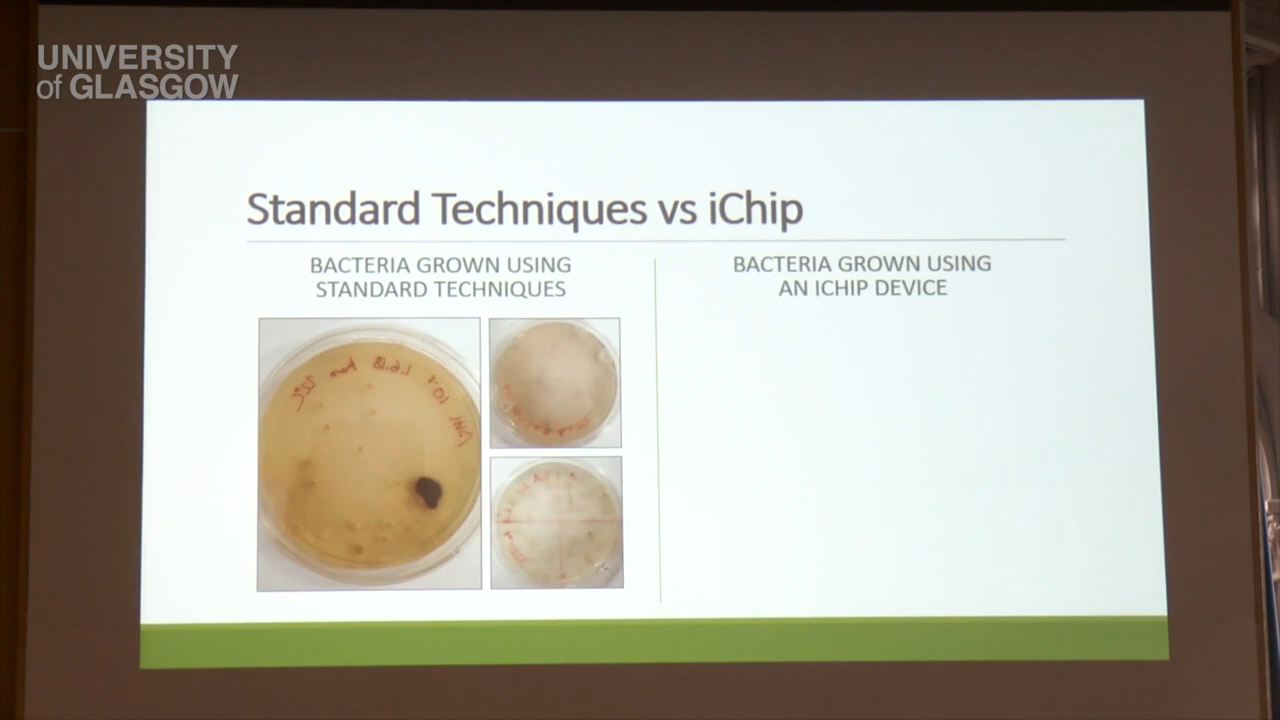 UNIVERSITY
of GLASGOW
Standard Techniques vs iChip
BACTERIA GROWN USING
STANDARD TECHNIQUES
BACTERIA GROWN USING
AN ICHIP DEVICE